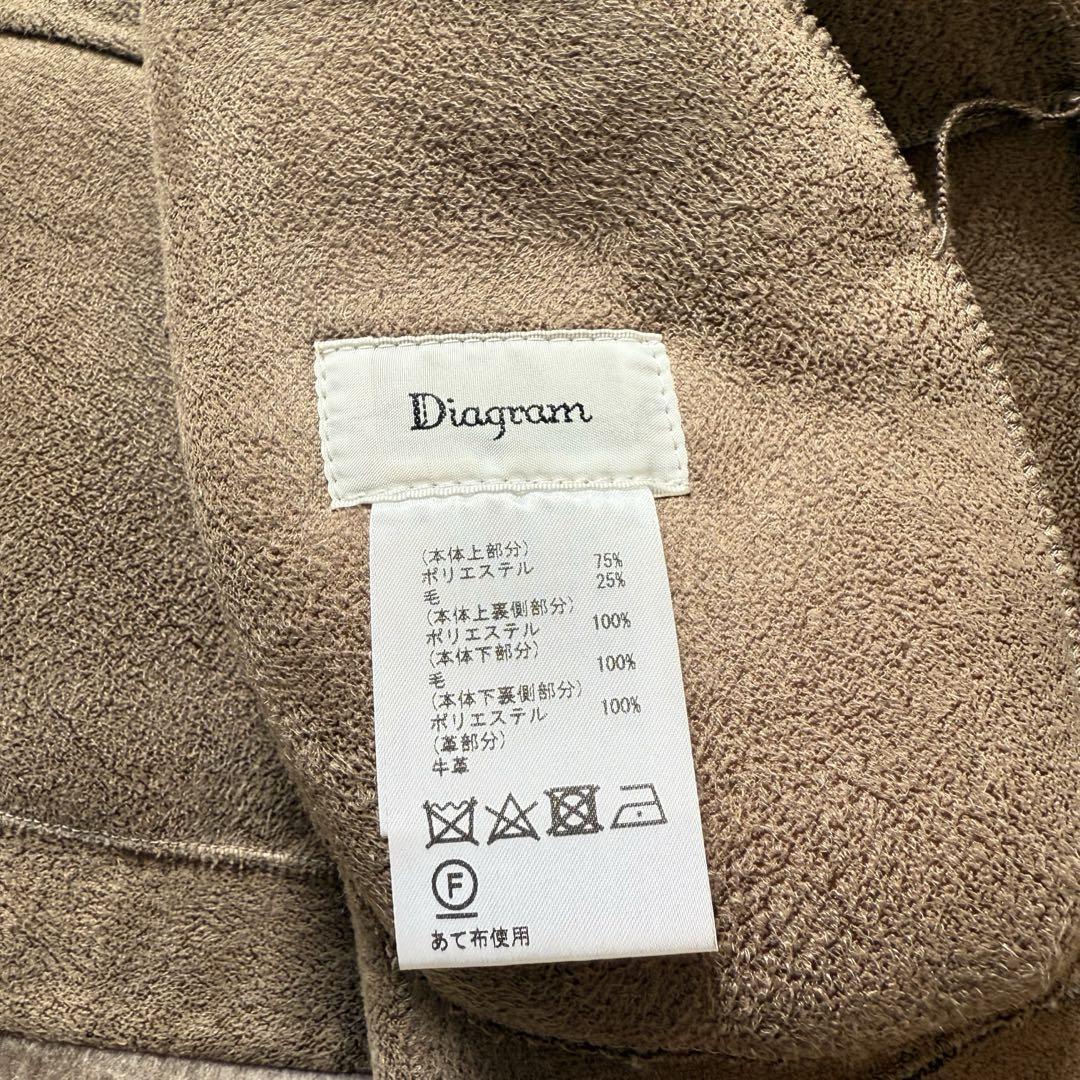 Diagram
(本体上部分)
ポリエステル 75%
毛 25%
(本体上裏側部分)
ポリエステル 100%
(本体下部分)
毛 100%
(本体下裏側部分)
ポリエステル 100%
(革部分)
牛革
F
あて布使用